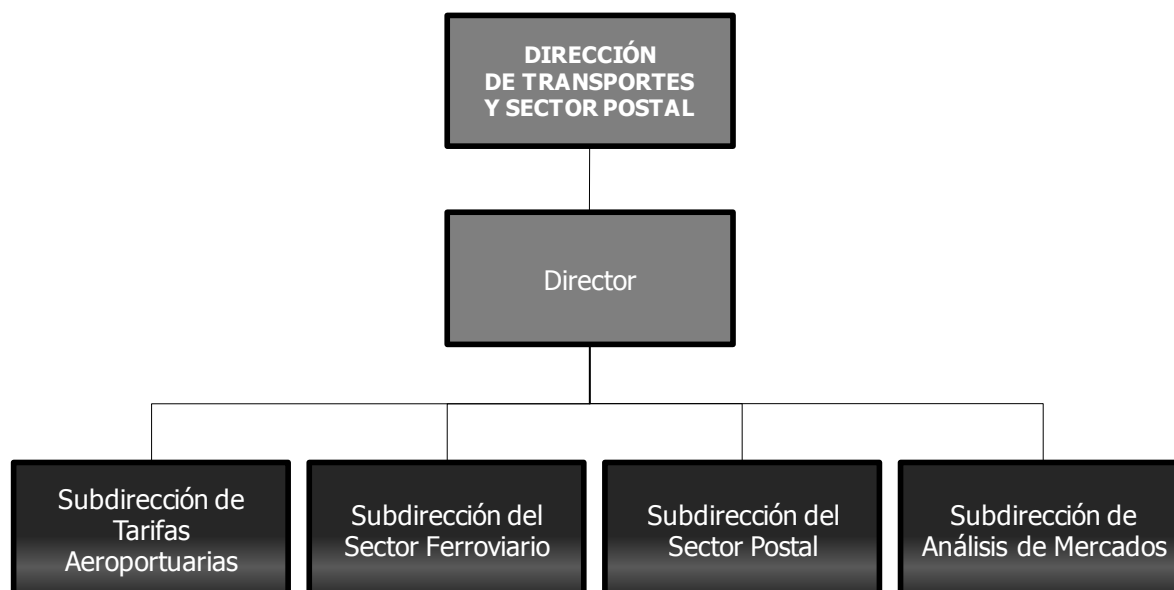 DIRECCIÓN
DE TRANSPORTES
Y SECTOR POSTAL
Director
Subdirección de
Tarifas
Aeroportuarias
Subdirección del
Sector Ferroviario
Subdirección del
Sector Postal
Subdirección de
Análisis de Mercados